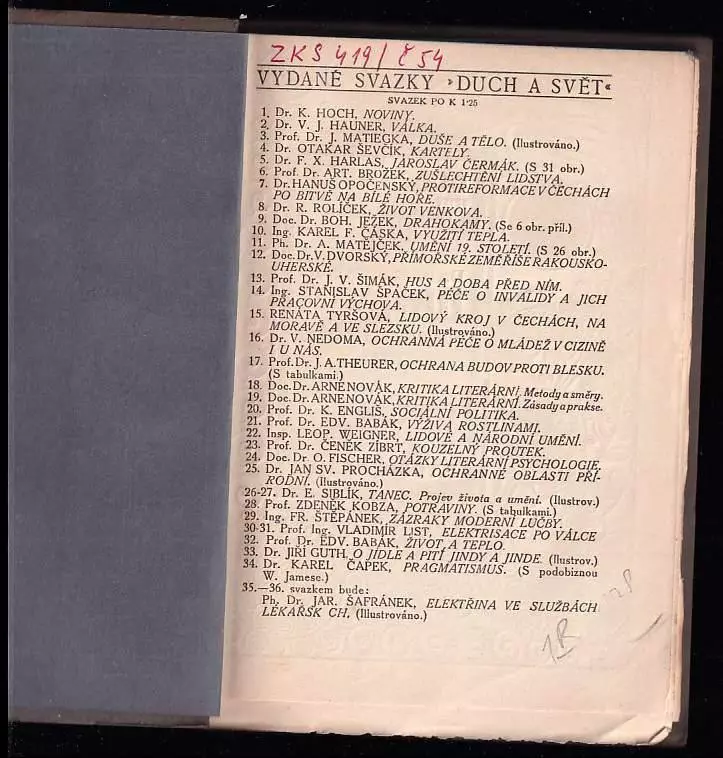 ZKS 419/ č 54
VYDANÉ SVAZKY »DUCH A SVĚT«
SVAZEK PO K 1·25
1. Dr. K. HOCH, NOVINY.
2. Dr. V. J. HAUNER, VÁLKA.
3. Prof. Dr. J. MATIEGKA, DUŠE A TĚLO. (Ilustrováno.)
4. Dr. OTAKAR ŠEVČÍK, KARTELY.
5. Dr. F. X. HARLAS, JAROSLAV ČERMÁK. (S 31 obr.)
6. Prof. Dr. ART. BROŽEK, ZUŠLECHTĚNÍ LIDSTVA.
7. Dr. HANUŠ OPOČENSKÝ, PROTIREFORMACE V ČECHÁCH
PO BITVĚ NA BÍLÉ HOŘE.
8. Dr. R. ROLÍČEK, ŽIVOT VENKOVA.
9. Doc. Dr. BOH. JEŽEK, DRAHOKAMY. (Se 6 obr. příl.)
10. Ing. KAREL F. ČÁSKA, VYUŽITÍ TEPLA.
11. Ph. Dr. A. MATĚJČEK, UMĚNÍ 19. STOLETÍ. (S 26 obr.)
12. Doc. Dr. V. DVORSKÝ, PŘÍMOŘSKÉ ZEMĚ ŘÍŠE RAKOUSKO-
UHERSKÉ.
13. Prof. Dr. J. V. ŠIMÁK, HUS A DOBA PŘED NÍM.
14. Ing. STANISLAV ŠPAČEK, PÉČE O INVALIDY A JICH
PRACOVNÍ VÝCHOVA.
15. RENÁTA TYRŠOVÁ, LIDOVÝ KROJ V ČECHÁCH, NA
MORAVĚ A VE SLEZSKU. (Ilustrováno.)
16. Dr. V. NEDOMA, OCHRANNÁ PÉČE O MLÁDEŽ V CIZINĚ
I U NÁS.
17. Prof. Dr. J. A. THEURER, OCHRANA BUDOV PROTI BLESKU.
(S tabulkami.)
18. Doc. Dr. ARNE NOVÁK, KRITIKA LITERÁRNÍ. Metody a směry.
19. Doc. Dr. ARNE NOVÁK, KRITIKA LITERÁRNÍ. Zásady a prakse.
20. Prof. Dr. K. ENGLIŠ, SOCIÁLNÍ POLITIKA.
21. Prof. Dr. EDV. BABÁK, VÝŽIVA ROSTLINAMI.
22. Insp. LEOP. WEIGNER, LIDOVÉ A NÁRODNÍ UMĚNÍ.
23. Prof. Dr. ČENĚK ZÍBRT, KOUZELNÝ PROUTEK.
24. Doc. Dr. O. FISCHER, OTÁZKY LITERÁRNÍ PSYCHOLOGIE.
25. Dr. JAN SV. PROCHÁZKA, OCHRANNÉ OBLASTI PŘÍ-
RODNÍ. (Ilustrováno.)
26-27. Dr. E. SIBLÍK, TANEC. Projev života a umění. (Ilustrov.)
28. Prof. ZDENĚK KOBZA, POTRAVINY. (S tabulkami.)
29. Ing. FR. ŠTĚPÁNEK, ZÁZRAKY MODERNÍ LUČBY.
30-31. Prof. Ing. VLADIMÍR LIST, ELEKTRISACE PO VÁLCE
32. Prof. Dr. EDV. BABÁK, ŽIVOT A TEPLO.
33. Dr. JIŘÍ GUTH, O JÍDLE A PITÍ JINDY A JINDE. (Ilustrov.)
34. Dr. KAREL ČAPEK, PRAGMATISMUS. (S podobiznou
W. Jamese.)
35.—36. svazkem bude:
Ph. Dr. JAR. ŠAFRÁNEK, ELEKTŘINA VE SLUŽBÁCH
LÉKAŘSK CH. (Illustrováno.)